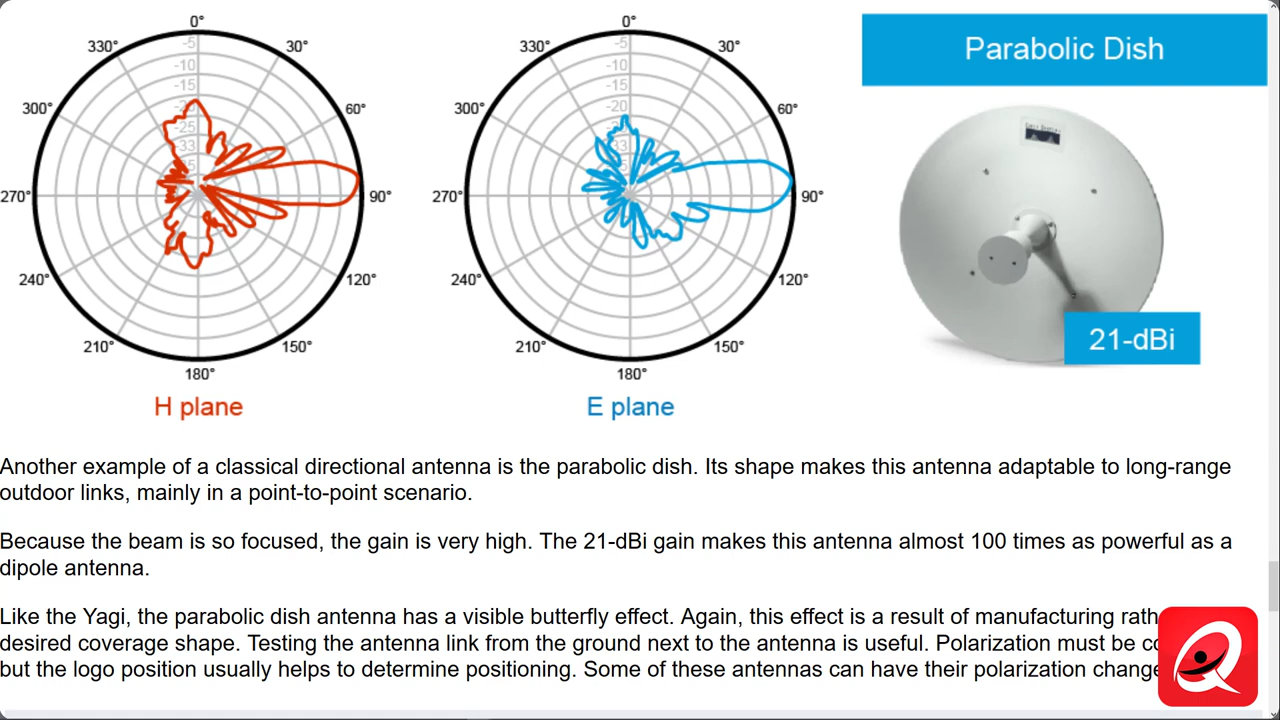 0°
330°
30°
300°
60°
270°
90°
240°
120°
210°
150°
180°
-5
-10
-15
-25
H plane
0°
330°
30°
300°
60°
270°
90°
240°
120°
210°
150°
180°
-5
-10
-15
-20
E plane
Parabolic Dish
21-dBi
Another example of a classical directional antenna is the parabolic dish. Its shape makes this antenna adaptable to long-range
outdoor links, mainly in a point-to-point scenario.
Because the beam is so focused, the gain is very high. The 21-dBi gain makes this antenna almost 100 times as powerful as a
dipole antenna.
Like the Yagi, the parabolic dish antenna has a visible butterfly effect. Again, this effect is a result of manufacturing rath
desired coverage shape. Testing the antenna link from the ground next to the antenna is useful. Polarization must be
but the logo position usually helps to determine positioning. Some of these antennas can have their polarization change